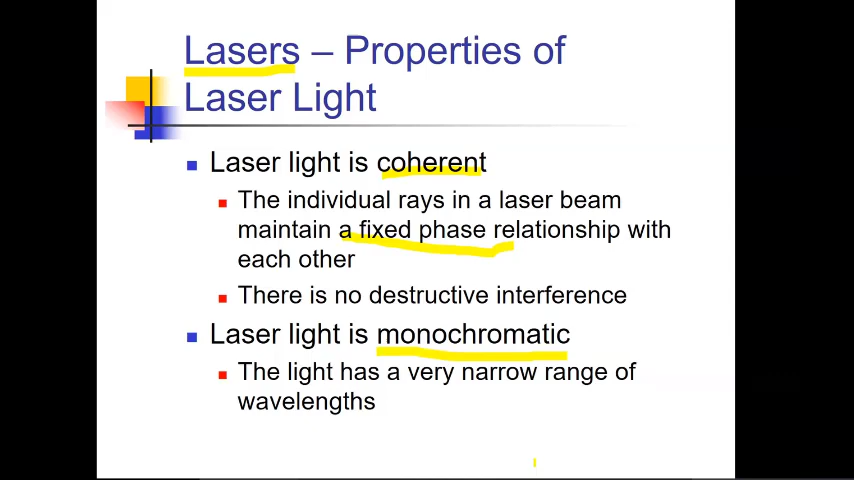 Lasers – Properties of
Laser Light
Laser light is coherent
The individual rays in a laser beam
maintain a fixed phase relationship with
each other
There is no destructive interference
Laser light is monochromatic
The light has a very narrow range of
wavelengths